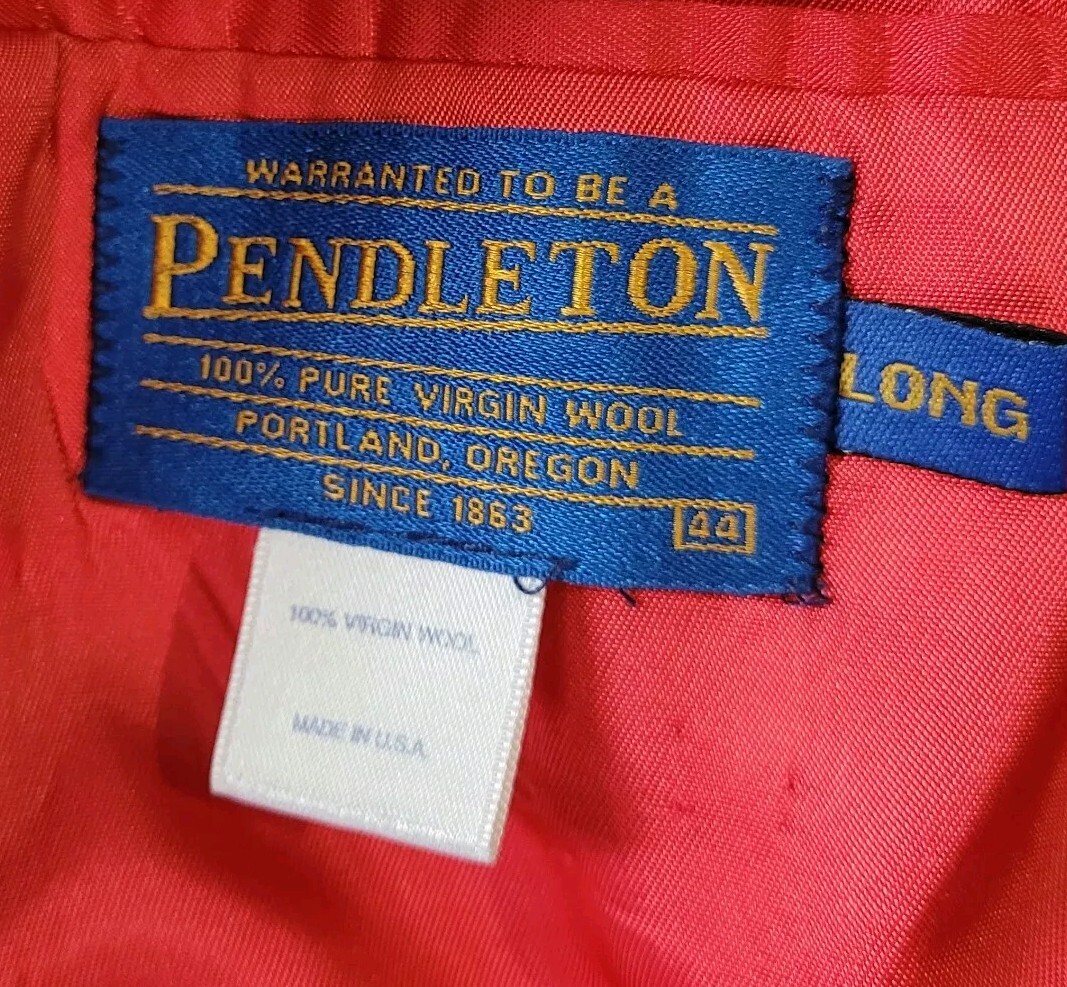 WARRANTED TO BE A
PENDLETON
100% PURE VIRGIN WOOL
PORTLAND, OREGON
SINCE 1863
44
LONG
100% VIRGIN WOOL
MADE IN U.S.A.